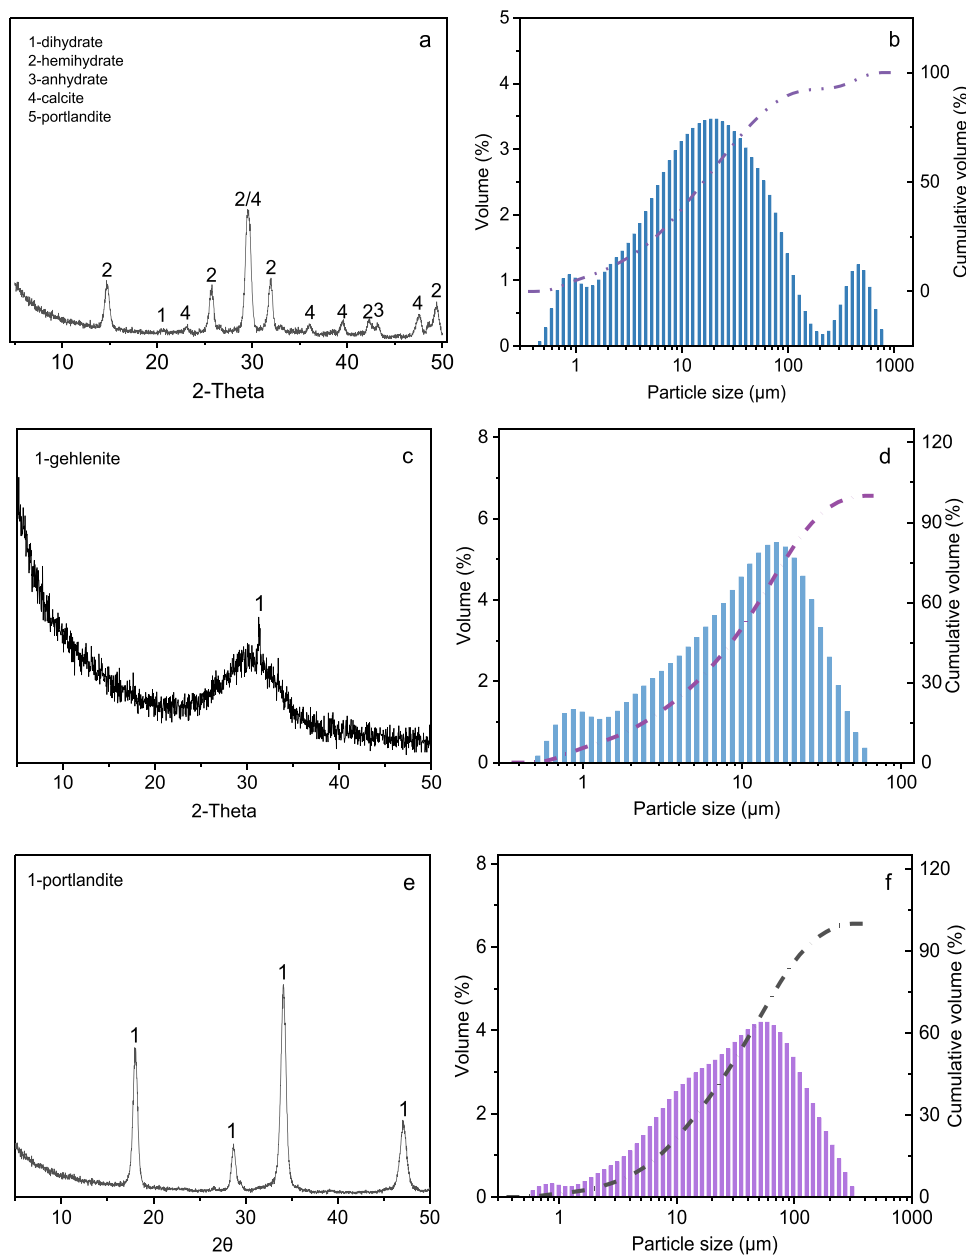 a
1-dihydrate
2-hemihydrate
3-anhydrate
4-calcite
5-portlandite
2/4
2
2
2
2
1
4
4
4
2
3
4
10
20
30
40
50
2-Theta
b
5
4
3
2
1
0
Volume (%)
100
50
0
Cumulative volume (%)
1
10
100
1000
Particle size (µm)
c
1-gehlenite
1
10
20
30
40
50
2-Theta
d
8
6
4
2
0
Volume (%)
120
90
60
30
0
Cumulative volume (%)
1
10
100
Particle size (µm)
e
1-portlandite
1
1
1
1
10
20
30
40
50
2θ
f
8
6
4
2
0
Volume (%)
120
90
60
30
0
Cumulative volume (%)
1
10
100
1000
Particle size (µm)